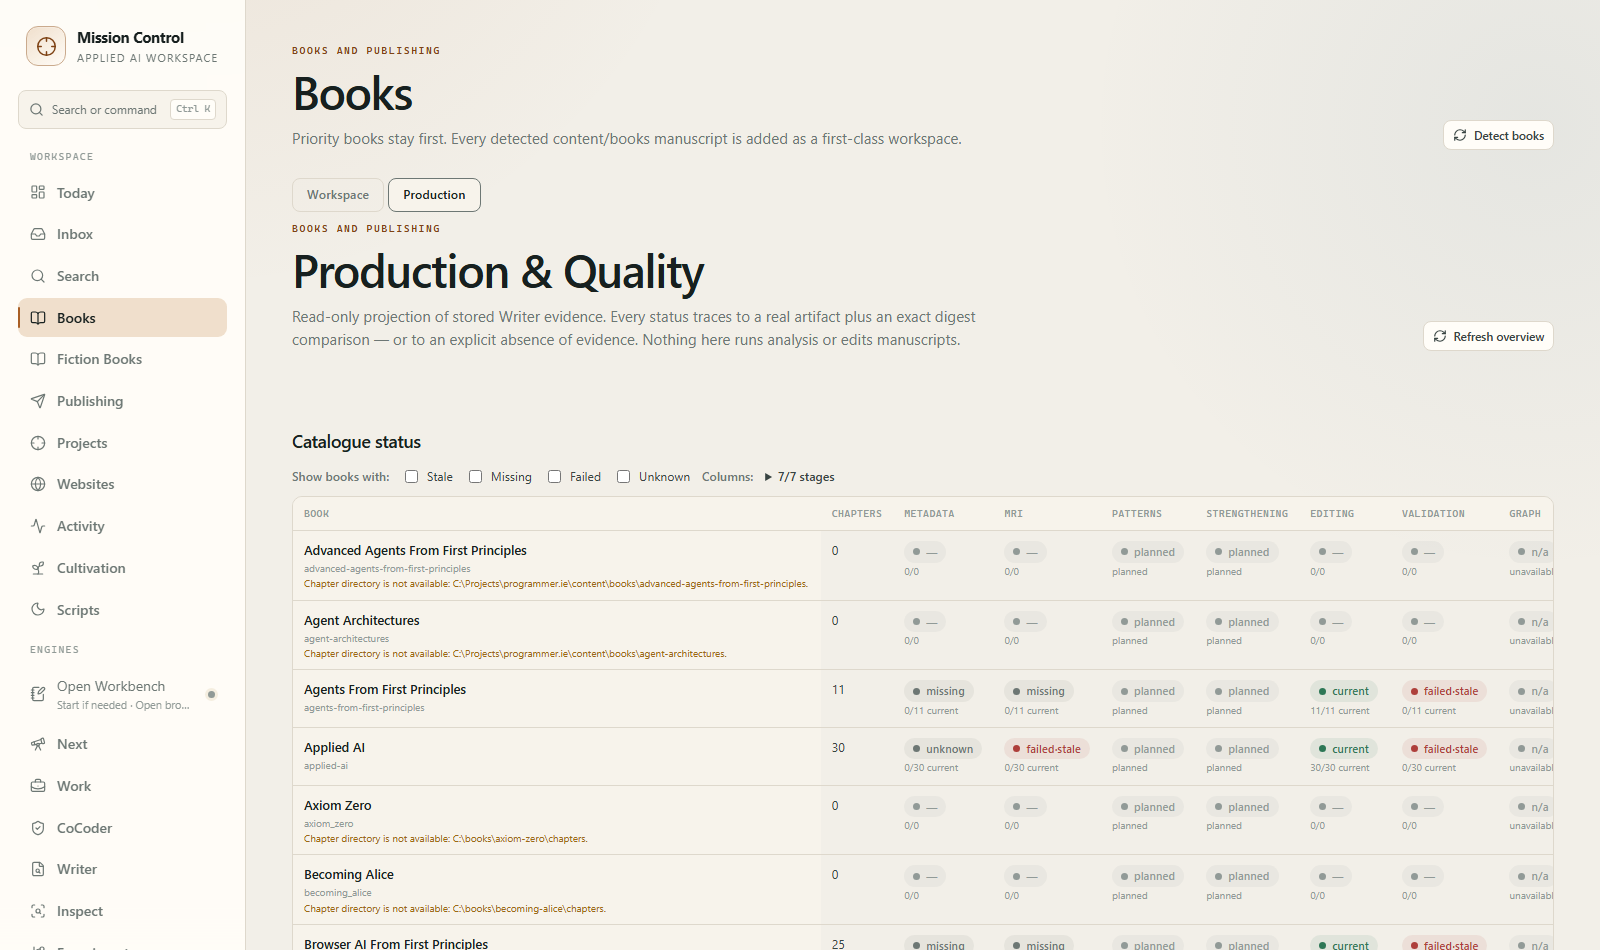 Mission Control
APPLIED AI WORKSPACE
Search or command
Ctrl K
WORKSPACE
Today
Inbox
Search
Books
Fiction Books
Publishing
Projects
Websites
Activity
Cultivation
Scripts
ENGINES
Open Workbench
Start if needed · Open bro...
Next
Work
CoCoder
Writer
Inspect
BOOKS AND PUBLISHING
Books
Priority books stay first. Every detected content/books manuscript is added as a first-class workspace.
Detect books
Workspace
Production
BOOKS AND PUBLISHING
Production & Quality
Read-only projection of stored Writer evidence. Every status traces to a real artifact plus an exact digest
comparison — or to an explicit absence of evidence. Nothing here runs analysis or edits manuscripts.
Refresh overview
Catalogue status
Show books with: Stale Missing Failed Unknown Columns: ▶ 7/7 stages
BOOK CHAPTERS METADATA MRI PATTERNS STRENGTHENING EDITING VALIDATION GRAPH
Advanced Agents From First Principles 0 — — planned planned — — n/a
advanced-agents-from-first-principles 0/0 0/0 planned planned 0/0 0/0 unavailabl
Chapter directory is not available: C:\Projects\programmer.ie\content\books\advanced-agents-from-first-principles.
Agent Architectures 0 — — planned planned — — n/a
agent-architectures 0/0 0/0 planned planned 0/0 0/0 unavailabl
Chapter directory is not available: C:\Projects\programmer.ie\content\books\agent-architectures.
Agents From First Principles 11 missing missing planned planned current failed·stale n/a
agents-from-first-principles 0/11 current 0/11 current planned planned 11/11 current 0/11 current unavailabl
Applied AI 30 unknown failed·stale planned planned current failed·stale n/a
applied-ai 0/30 current 0/30 current planned planned 30/30 current 0/30 current unavailabl
Axiom Zero 0 — — planned planned — — n/a
axiom_zero 0/0 0/0 planned planned 0/0 0/0 unavailabl
Chapter directory is not available: C:\books\axiom-zero\chapters.
Becoming Alice 0 — — planned planned — — n/a
becoming_alice 0/0 0/0 planned planned 0/0 0/0 unavailabl
Chapter directory is not available: C:\books\becoming-alice\chapters.
Browser AI From First Principles 25 missing missing planned planned current failed·stale n/a